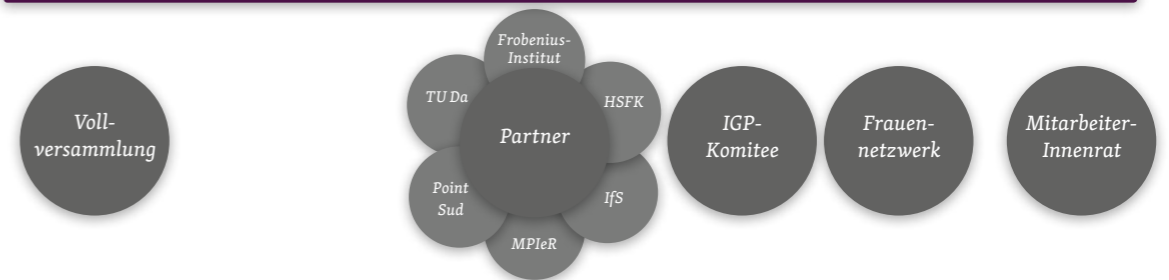 Voll-
versammlung
Frobenius-
Institut
TU Da
HSFK
Partner
Point
Sud
IfS
MPIeR
IGP-
Komitee
Frauen-
netzwerk
Mitarbeiter-
Innenrat